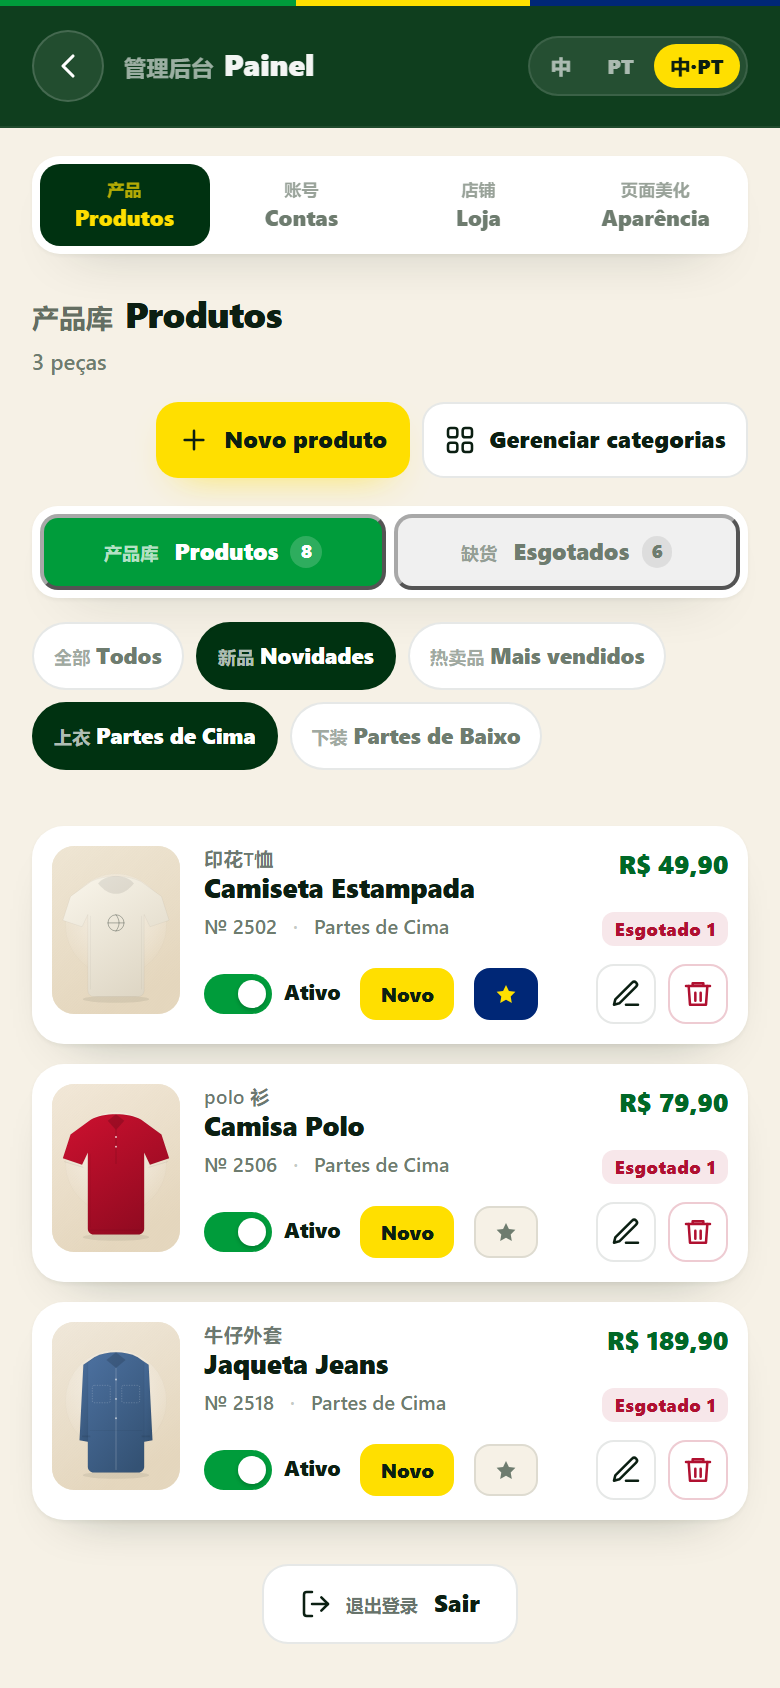 管理后台 Painel
中 PT 中·PT
产品
Produtos
账号
Contas
店铺
Loja
页面美化
Aparência
产品库 Produtos
3 peças
Novo produto
Gerenciar categorias
产品库 Produtos 8
缺货 Esgotados 6
全部 Todos
新品 Novidades
热卖品 Mais vendidos
上衣 Partes de Cima
下装 Partes de Baixo
印花T恤
Camiseta Estampada
R$ 49,90
Nº 2502 · Partes de Cima
Esgotado 1
Ativo
Novo
polo 衫
Camisa Polo
R$ 79,90
Nº 2506 · Partes de Cima
Esgotado 1
Ativo
Novo
牛仔外套
Jaqueta Jeans
R$ 189,90
Nº 2518 · Partes de Cima
Esgotado 1
Ativo
Novo
退出登录 Sair